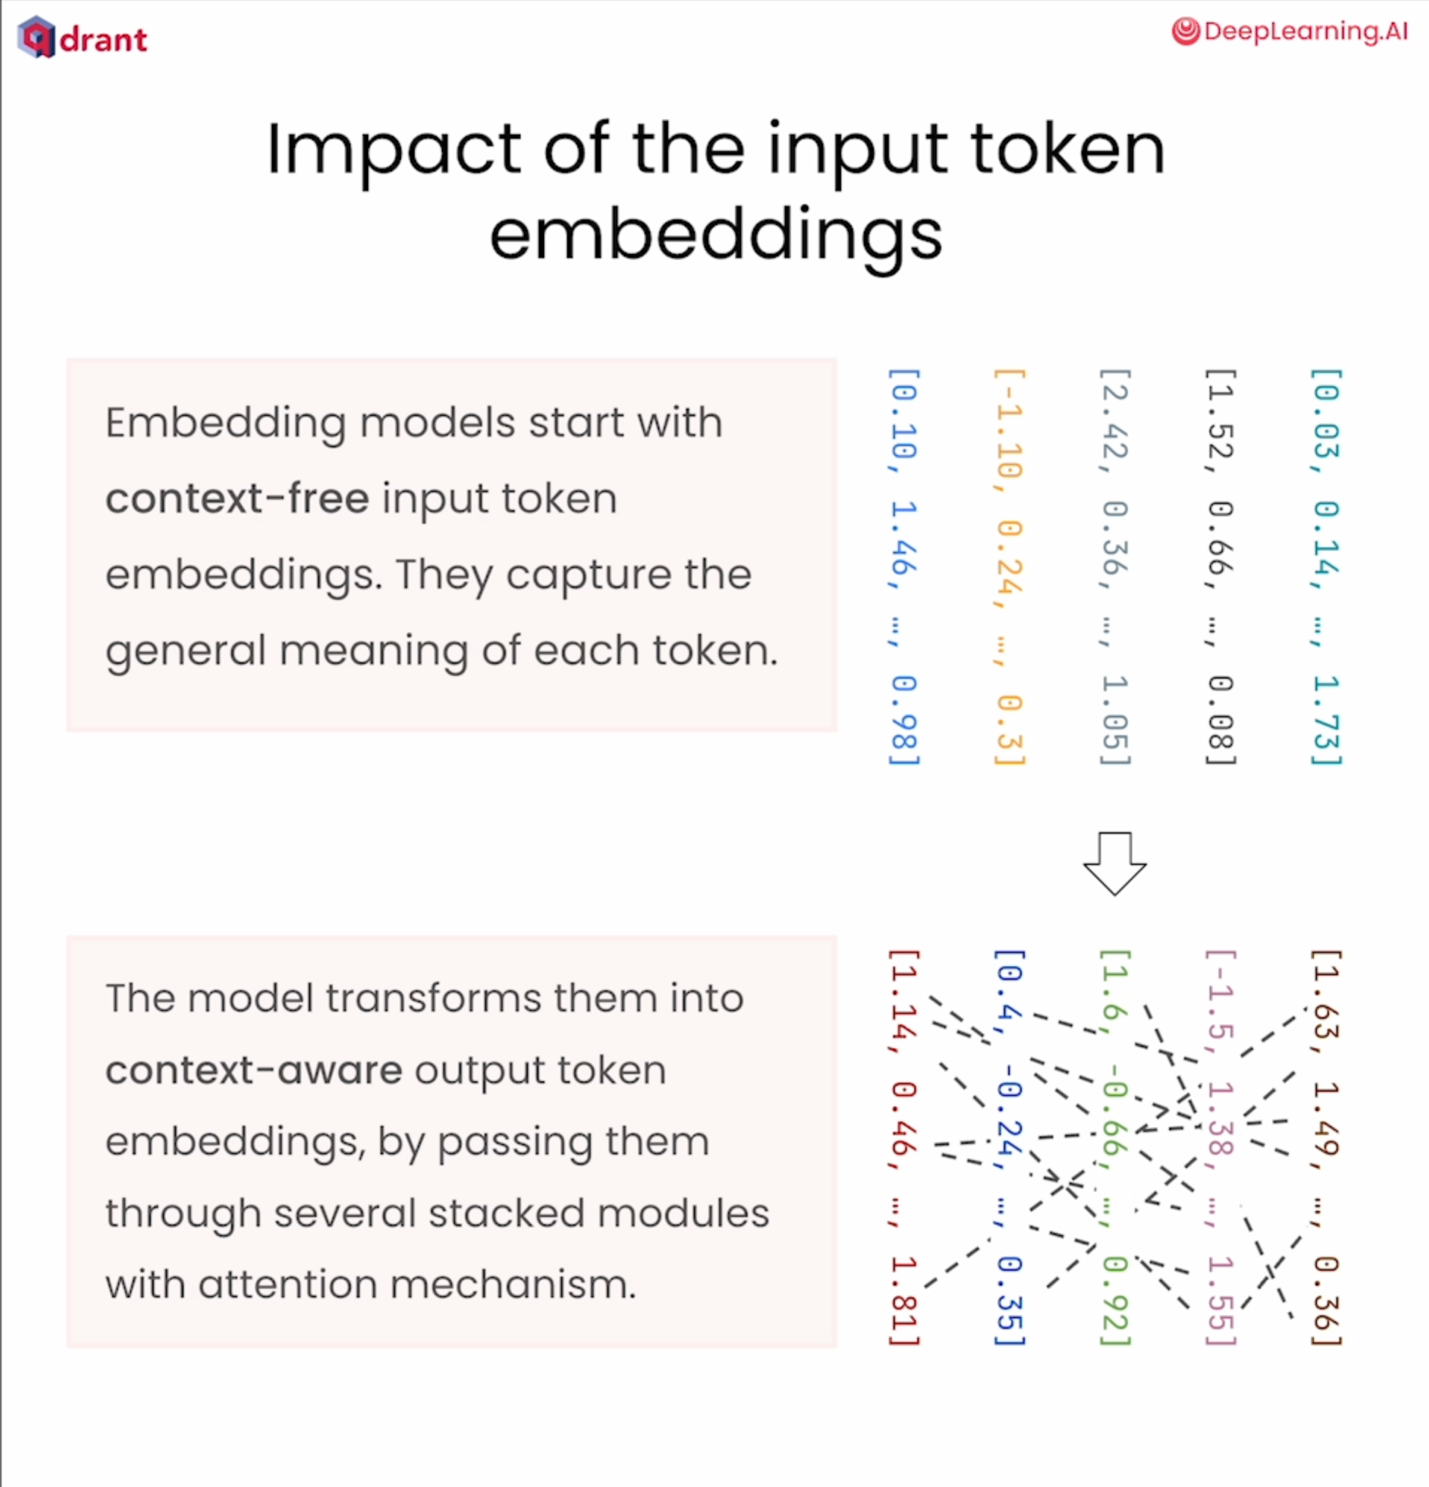 qdrant
DeepLearning.AI
Impact of the input token
embeddings
Embedding models start with
context-free input token
embeddings. They capture the
general meaning of each token.
[0.10, 1.46, …, 0.98]
[-1.10, 0.24, …, 0.3]
[2.42, 0.36, …, 1.05]
[1.52, 0.66, …, 0.08]
[0.03, 0.14, …, 1.73]
The model transforms them into
context-aware output token
embeddings, by passing them
through several stacked modules
with attention mechanism.
[1.14, 0.46, …, 1.81]
[0.4, -0.24, …, 0.35]
[1.6, -0.66, …, 0.92]
[-1.5, 1.38, …, 1.55]
[1.63, 1.49, …, 0.36]